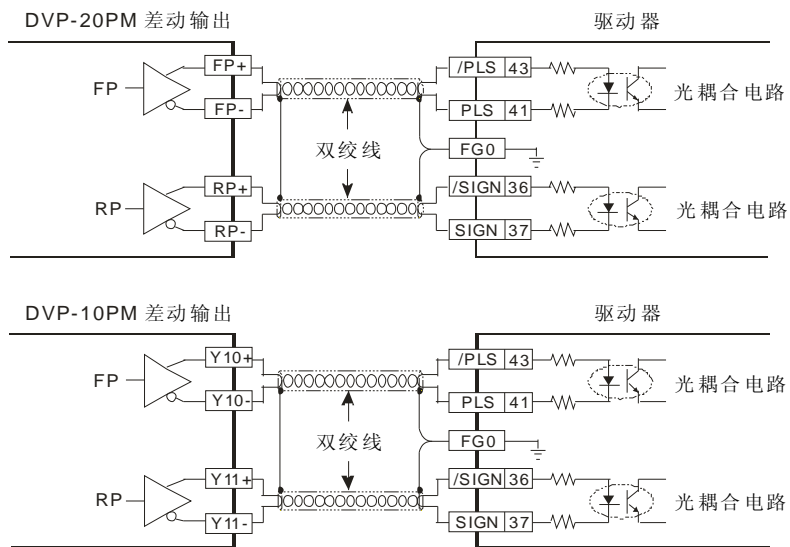 DVP-20PM 差动输出
驱动器
FP
FP+
FP-
/PLS 43
PLS 41
光耦合电路
双绞线
FG0
RP
RP+
RP-
/SIGN 36
SIGN 37
光耦合电路
DVP-10PM 差动输出
驱动器
FP
Y10+
Y10-
/PLS 43
PLS 41
光耦合电路
双绞线
FG0
RP
Y11+
Y11-
/SIGN 36
SIGN 37
光耦合电路